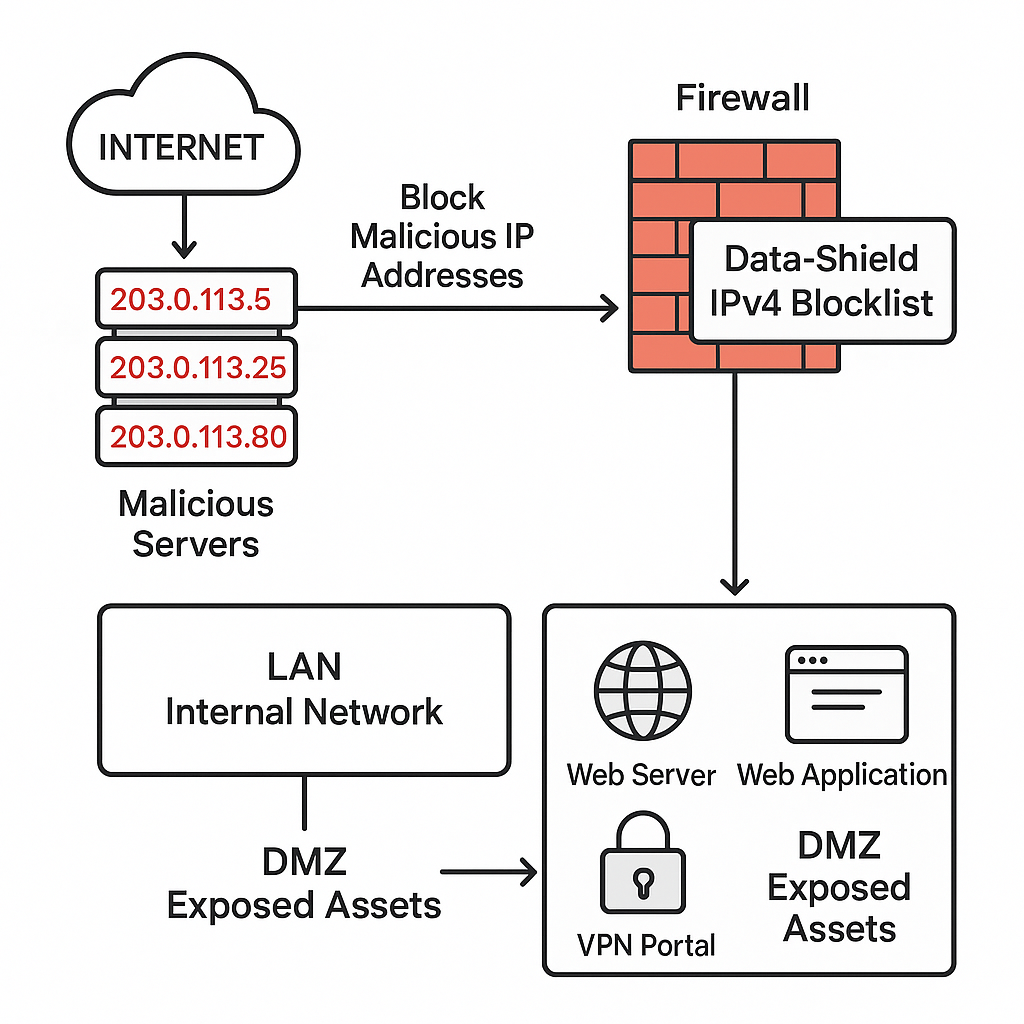 INTERNET
Firewall
Block
Malicious IP
Addresses
Data-Shield
IPv4 Blocklist
203.0.113.5
203.0.113.25
203.0.113.80
Malicious
Servers
LAN
Internal Network
DMZ
Exposed Assets
Web Server
Web Application
VPN Portal
DMZ
Exposed
Assets